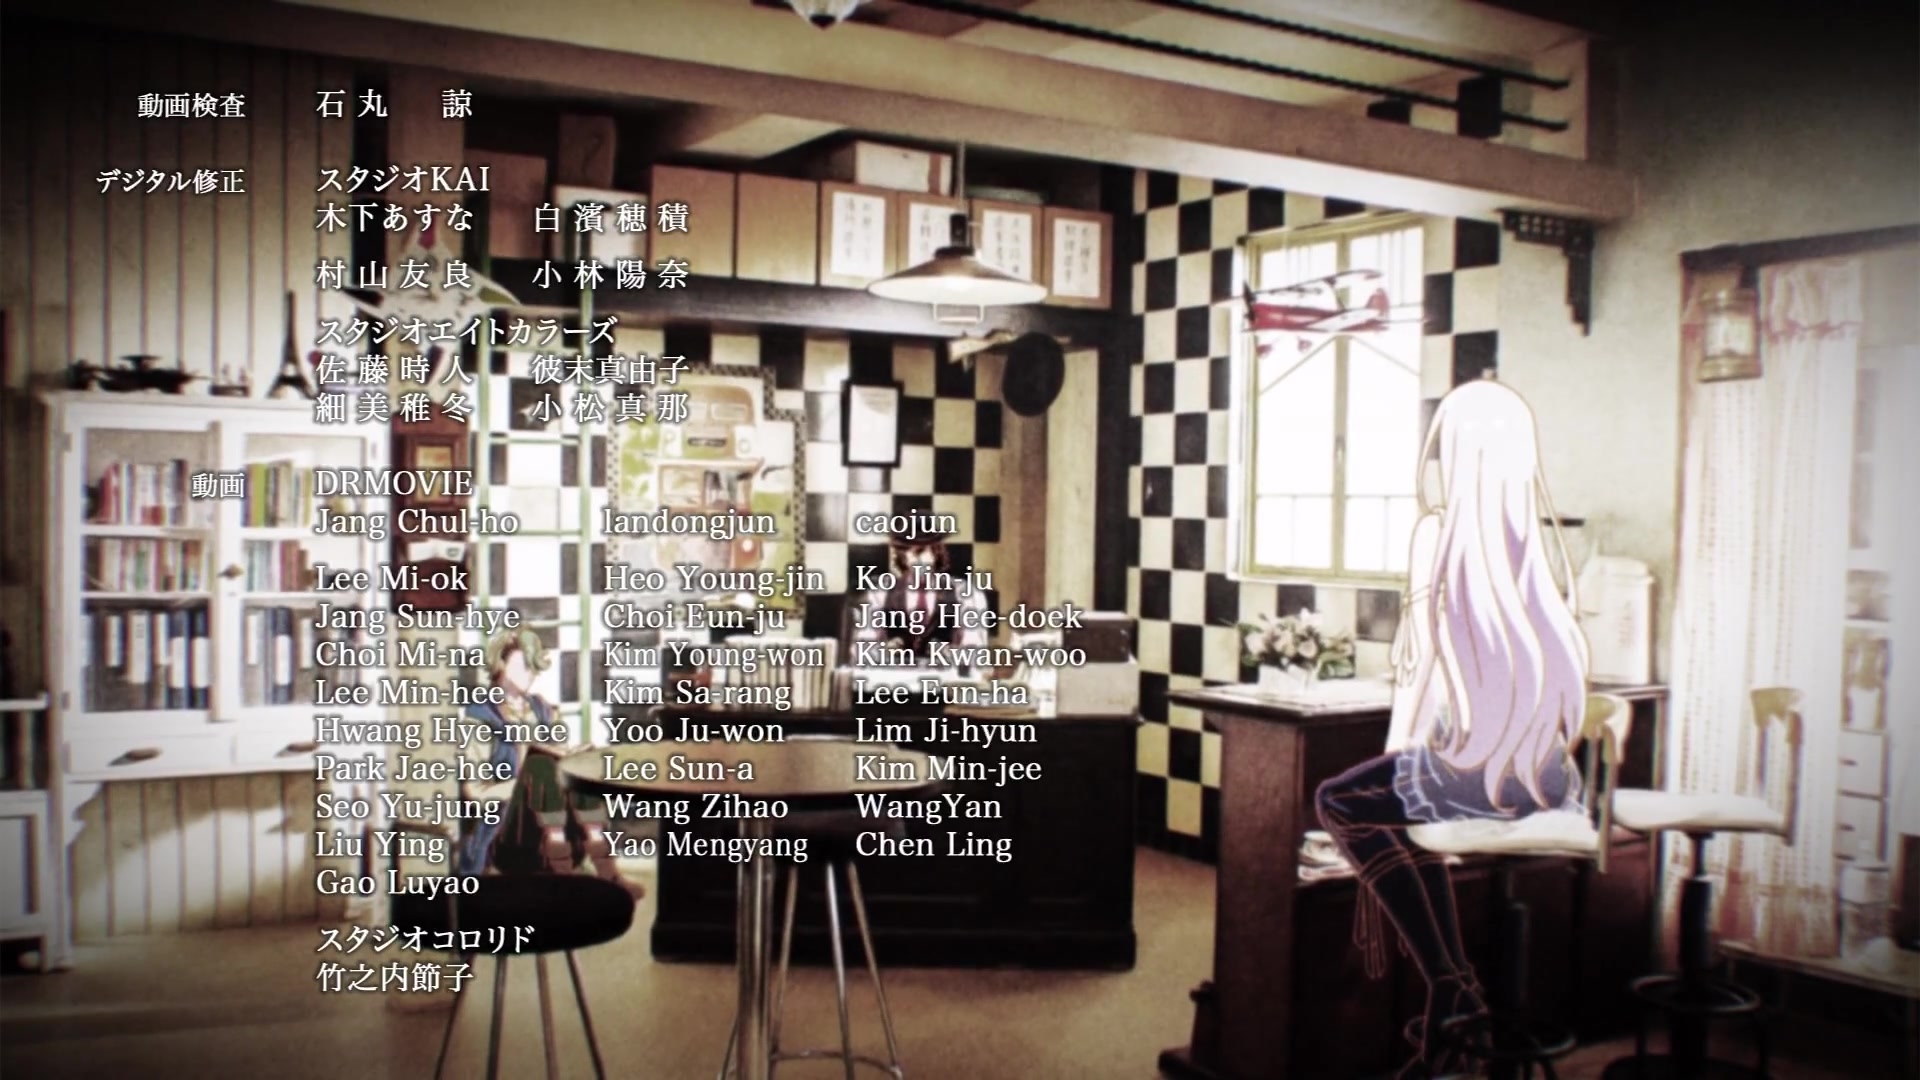 動画検査 石丸 諒
デジタル修正 スタジオKAI
木下あすな 白濱穂積
村山友良 小林陽奈
スタジオエイトカラーズ
佐藤時人 彼末真由子
細美稚冬 小松真那
動画 DRMOVIE
Jang Chul-ho landongjun caojun
Lee Mi-ok Heo Young-jin Ko Jin-ju
Jang Sun-hye Choi Eun-ju Jang Hee-doek
Choi Mi-na Kim Young-won Kim Kwan-woo
Lee Min-hee Kim Sa-rang Lee Eun-ha
Hwang Hye-mee Yoo Ju-won Lim Ji-hyun
Park Jae-hee Lee Sun-a Kim Min-jee
Seo Yu-jung Wang Zihao WangYan
Liu Ying Yao Mengyang Chen Ling
Gao Luyao
スタジオコロリド
竹之内節子